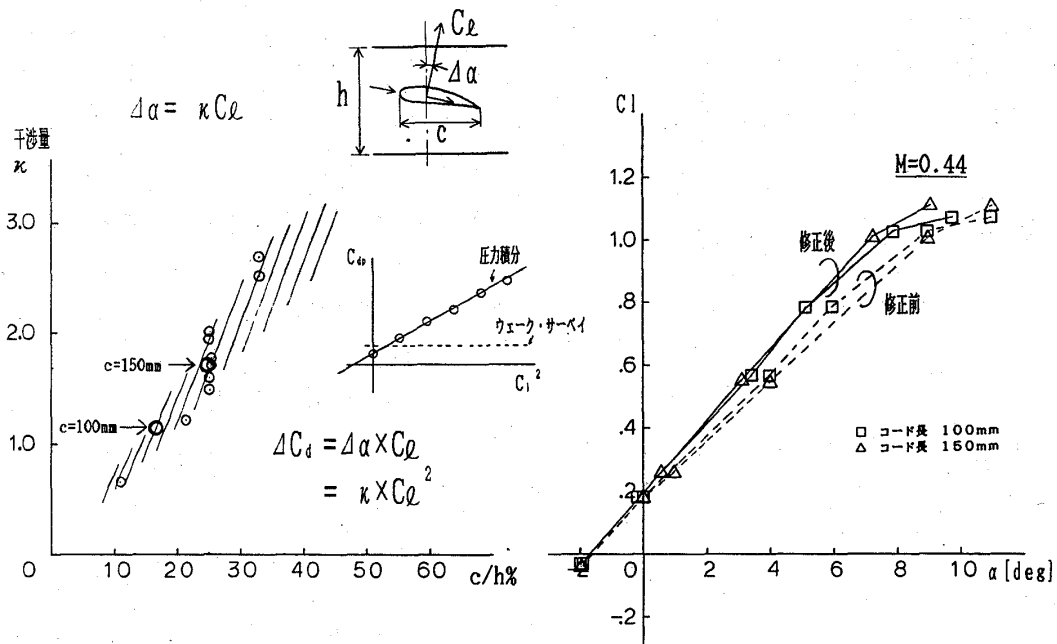 Cℓ
Δα
h
c
Δα = κCℓ
干渉量
κ
3.0
2.0
1.0
c=150mm
c=100mm
0
10
20
30
40
50
60
c/h%
Cdp
圧力積分
ウェーク・サーベイ
Cl²
ΔCd = Δα×Cℓ
= κ×Cℓ²
Cl
M=0.44
1.2
1.0
.8
.6
.4
.2
0
-.2
修正後
修正前
□ コード長 100mm
△ コード長 150mm
-2
2
4
6
8
10
α[deg]